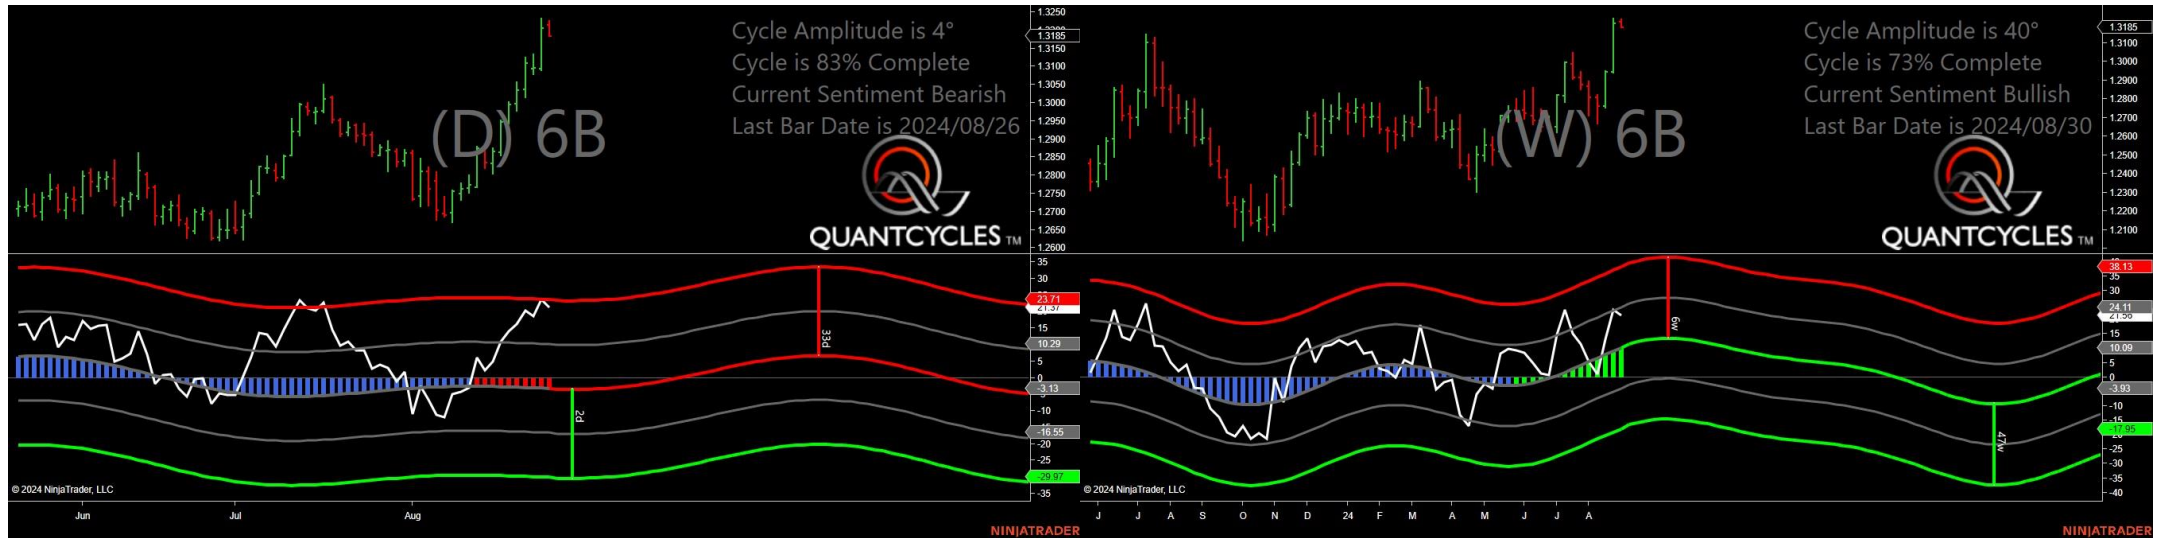 Cycle Amplitude is 4°
Cycle is 83% Complete
Current Sentiment Bearish
Last Bar Date is 2024/08/26
(D) 6B
QUANTCYCLES TM
1.3250
1.3185
1.3150
1.3100
1.3050
1.3000
1.2950
1.2900
1.2850
1.2800
1.2750
1.2700
1.2650
1.2600
35
30
23.71
21.37
15
10.29
5
0
-3.13
-10
-16.55
-20
-25
-29.97
-35
33d
2d
© 2024 NinjaTrader, LLC
Jun Jul Aug
NINJATRADER
Cycle Amplitude is 40°
Cycle is 73% Complete
Current Sentiment Bullish
Last Bar Date is 2024/08/30
(W) 6B
QUANTCYCLES TM
1.3185
1.3100
1.3000
1.2900
1.2800
1.2700
1.2600
1.2500
1.2400
1.2300
1.2200
1.2100
38.13
35
30
24.11
21.56
15
10.09
5
0
-3.93
-10
-17.95
-25
-30
-35
-40
6w
47w
© 2024 NinjaTrader, LLC
J J A S O N D 24 F M A M J J A
NINJATRADER